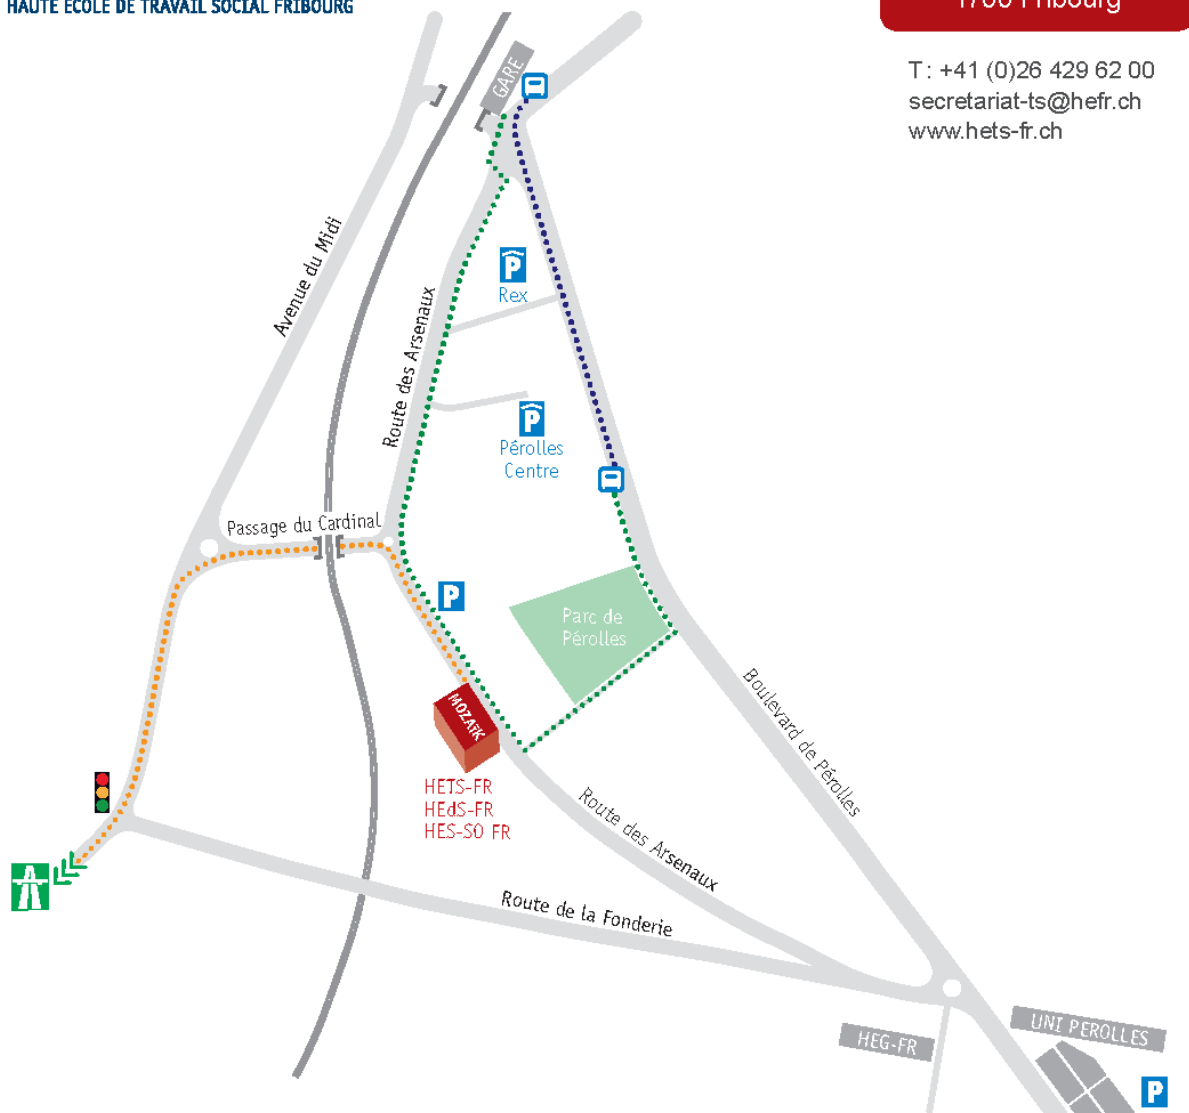 HAUTE ECOLE DE TRAVAIL SOCIAL FRIBOURG
1700 Fribourg
T : +41 (0)26 429 62 00
secretariat-ts@hefr.ch
www.hets-fr.ch
GARE
Avenue du Midi
P
Rex
Route des Arsenaux
P
Pérolles
Centre
Passage du Cardinal
P
Parc de
Pérolles
MOZAÏK
Boulevard de Pérolles
HETS-FR
HEdS-FR
HES-SO FR
Route des Arsenaux
Route de la Fonderie
HEG-FR
UNI PEROLLES
P